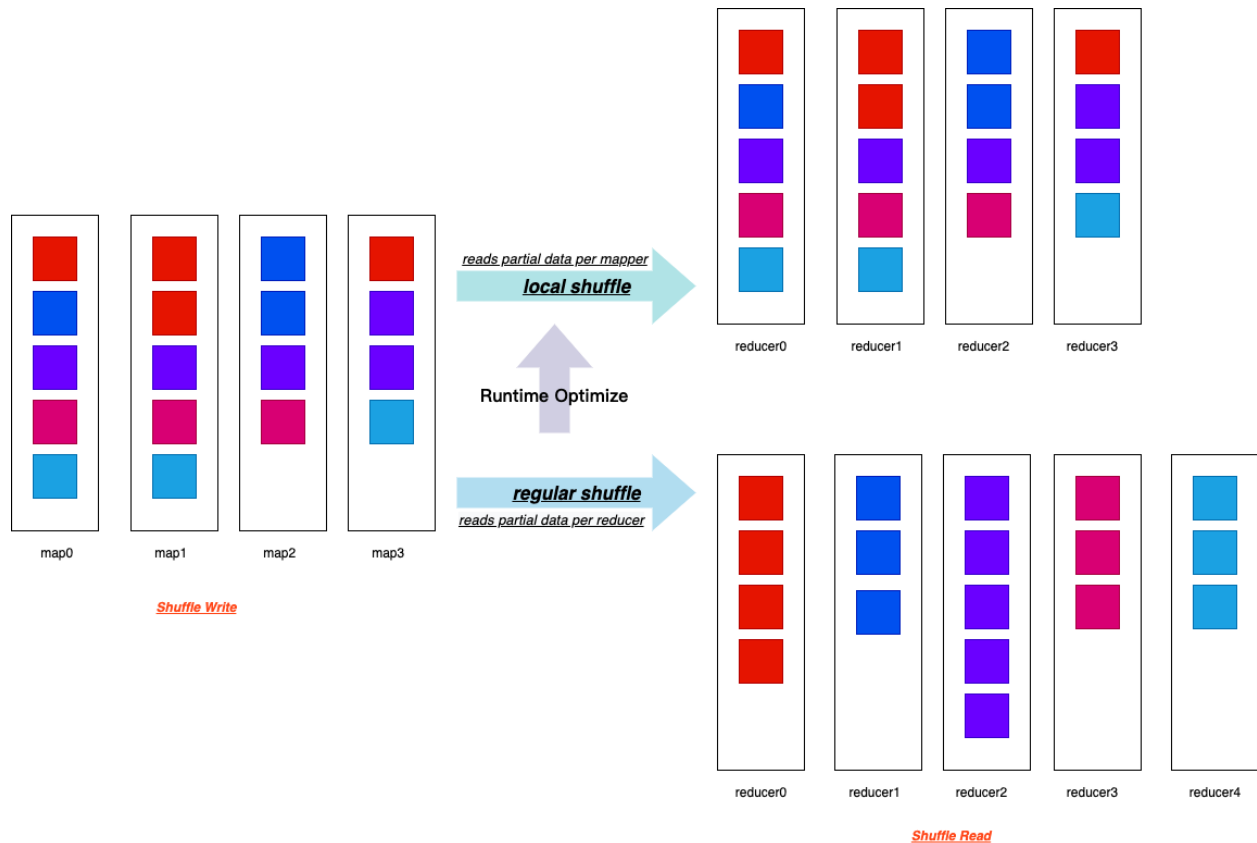 reducer0
reducer1
reducer2
reducer3
map0
map1
map2
map3
Shuffle Write
reads partial data per mapper
local shuffle
Runtime Optimize
regular shuffle
reads partial data per reducer
reducer0
reducer1
reducer2
reducer3
reducer4
Shuffle Read